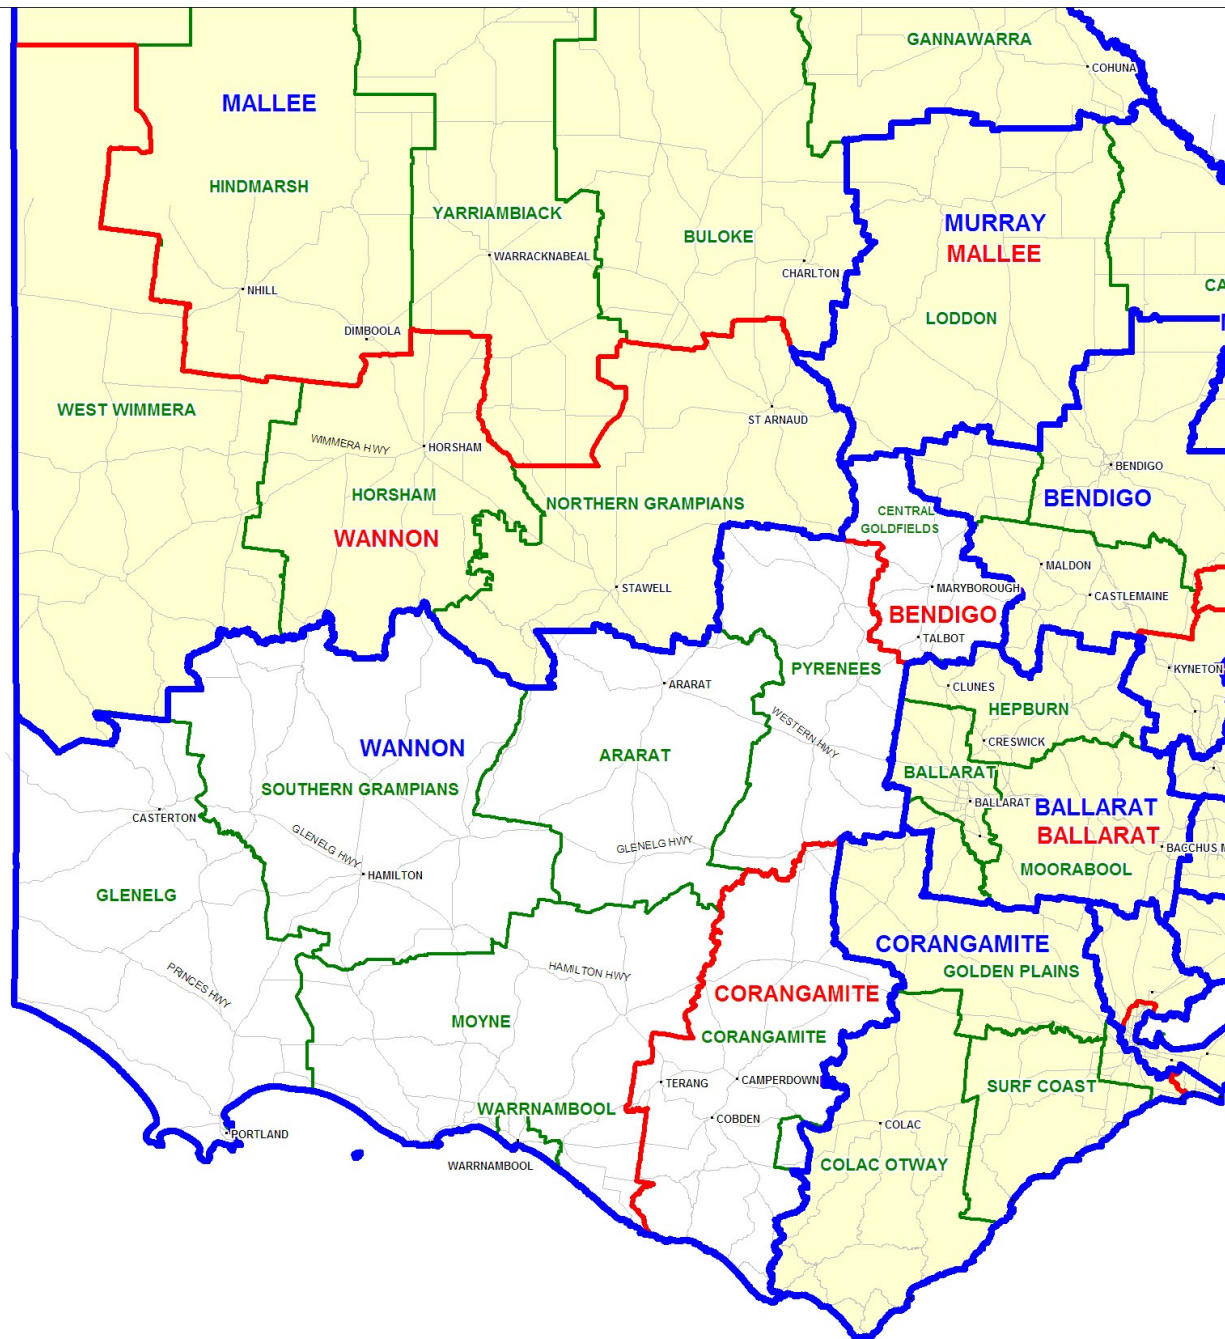 GANNAWARRA
COHUNA
MALLEE
HINDMARSH
YARRIAMBIACK
BULOKE
MURRAY
MALLEE
WARRACKNABEAL
CHARLTON
CA
NHILL
LODDON
DIMBOOLA
WEST WIMMERA
ST ARNAUD
WIMMERA HWY
HORSHAM
BENDIGO
HORSHAM
NORTHERN GRAMPIANS
BENDIGO
CENTRAL
GOLDFIELDS
WANNON
MALDON
STAWELL
MARYBOROUGH
CASTLEMAINE
BENDIGO
TALBOT
PYRENEES
KYNETON
ARARAT
CLUNES
HEPBURN
WESTERN HWY
CRESWICK
WANNON
ARARAT
BALLARAT
SOUTHERN GRAMPIANS
BALLARAT
BALLARAT
CASTERTON
BALLARAT
GLENELG HWY
GLENELG HWY
BACCHUS M
HAMILTON
MOORABOOL
GLENELG
CORANGAMITE
HAMILTON HWY
GOLDEN PLAINS
PRINCES HWY
CORANGAMITE
MOYNE
CORANGAMITE
TERANG
CAMPERDOWN
SURF COAST
WARRNAMBOOL
COBDEN
COLAC
PORTLAND
WARRNAMBOOL
COLAC OTWAY